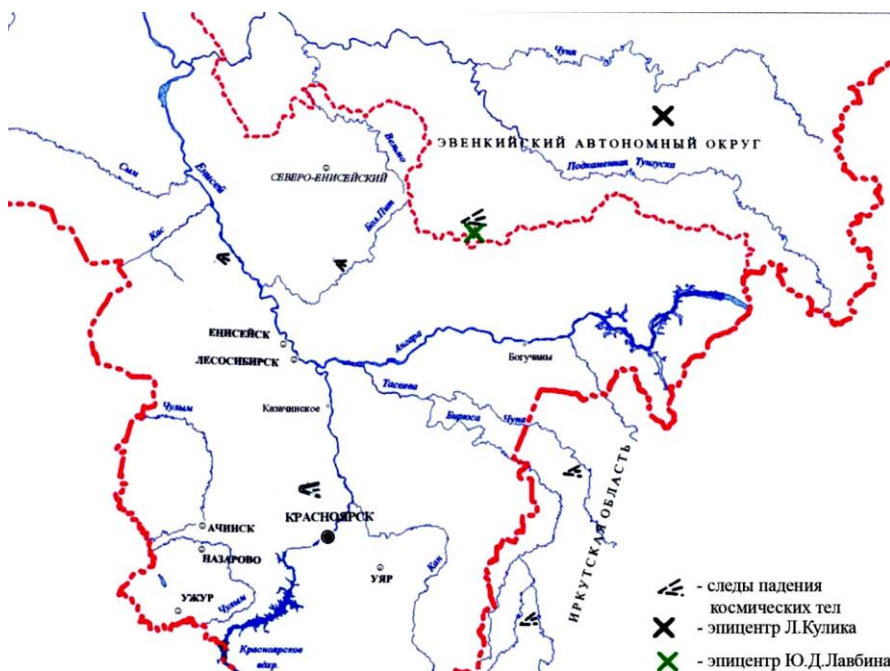 Чуня
ЭВЕНКИЙСКИЙ АВТОНОМНЫЙ ОКРУГ
Вельмо
Подкаменная Тунгуска
Сым
Енисей
СЕВЕРО-ЕНИСЕЙСКИЙ
Бол.Пит
Кас
ЕНИСЕЙСК
Ангара
Богучаны
ЛЕСОСИБИРСК
Тасеева
Казачинское
Чулым
Бирюса
Чуна
ИРКУТСКАЯ ОБЛАСТЬ
КРАСНОЯРСК
АЧИНСК
НАЗАРОВО
Кан
УЯР
УЖУР
Чулым
Красноярское
вдхр.
- следы падения
космических тел
- эпицентр Л.Кулика
- эпицентр Ю.Д.Лавбина